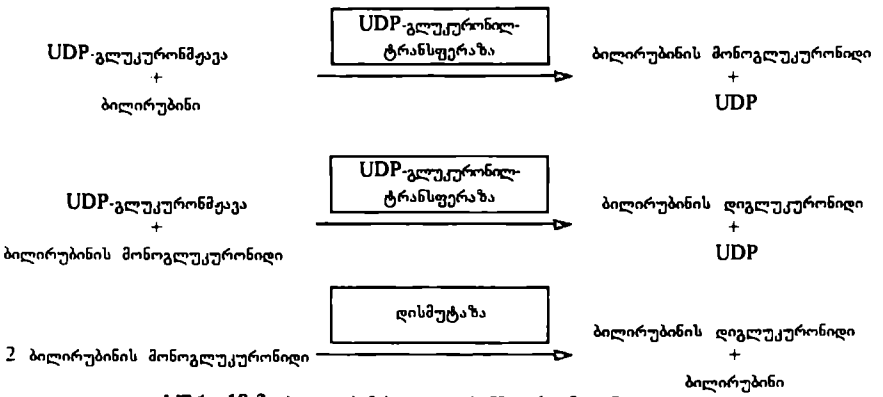 UDP-გლუკურონილ-
ტრანსფერაზა
UDP-გლუკურონმჟავა
+
ბილირუბინი
ბილირუბინის მონოგლუკურონიდი
+
UDP
UDP-გლუკურონილ-
ტრანსფერაზა
UDP-გლუკურონმჟავა
+
ბილირუბინის მონოგლუკურონიდი
ბილირუბინის დიგლუკურონიდი
+
UDP
დისმუტაზა
2 ბილირუბინის მონოგლუკურონიდი
ბილირუბინის დიგლუკურონიდი
+
ბილირუბინი